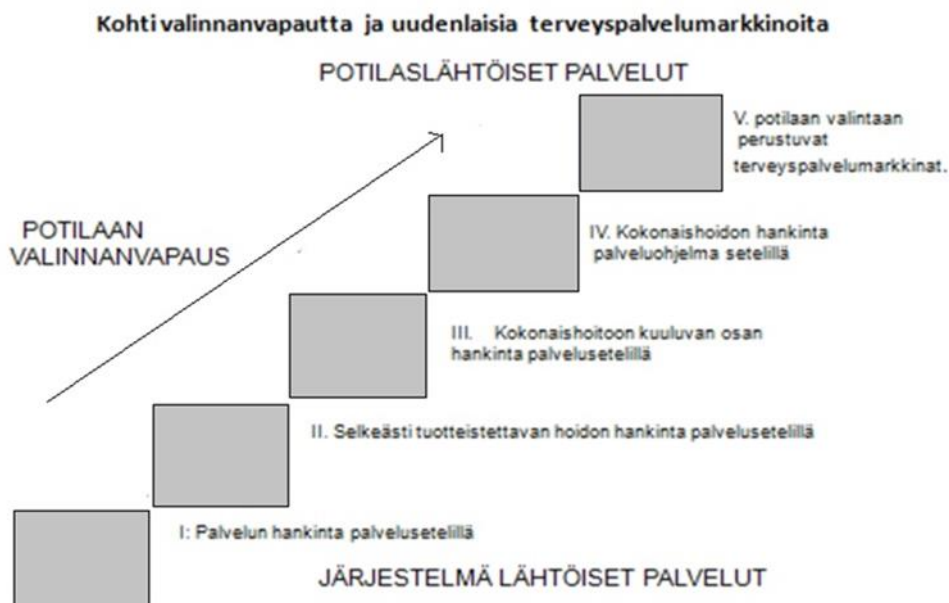 Kohti valinnanvapautta ja uudenlaisia terveyspalvelumarkkinoita
POTILASLÄHTÖISET PALVELUT
V. potilaan valintaan
perustuvat
terveyspalvelumarkkinat.
POTILAAN
VALINNANVAPAUS
IV. Kokonaishoidon hankinta
palveluohjelma setelillä
III. Kokonaishoitoon kuuluvan osan
hankinta palvelusetelillä
II. Selkeästi tuotteistettavan hoidon hankinta palvelusetelillä
I: Palvelun hankinta palvelusetelillä
JÄRJESTELMÄ LÄHTÖISET PALVELUT